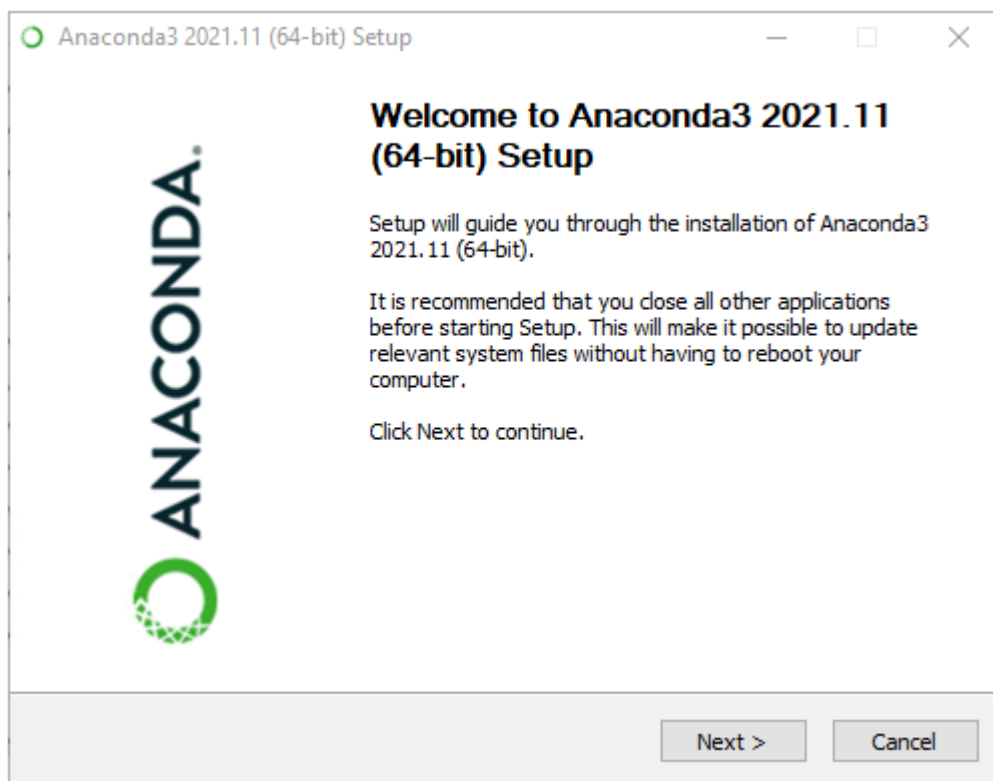 Anaconda3 2021.11 (64-bit) Setup
Welcome to Anaconda3 2021.11
(64-bit) Setup
Setup will guide you through the installation of Anaconda3
2021.11 (64-bit).
It is recommended that you close all other applications
before starting Setup. This will make it possible to update
relevant system files without having to reboot your
computer.
Click Next to continue.
ANACONDA.
Next >
Cancel